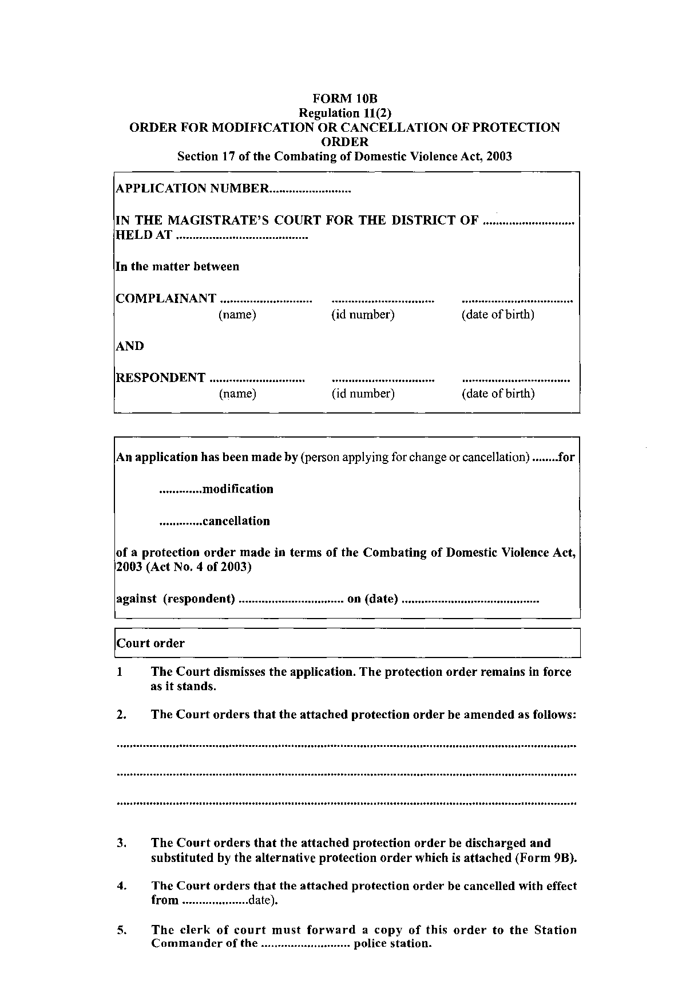 FORM 10B
Regulation 11(2)
ORDER FOR MODIFICATION OR CANCELLATION OF PROTECTION
ORDER
Section 17 of the Combating of Domestic Violence Act, 2003
APPLICATION NUMBER.........................
IN THE MAGISTRATE'S COURT FOR THE DISTRICT OF ............................
HELD AT ........................................
In the matter between
COMPLAINANT ............................ ............................... ..................................
(name) (id number) (date of birth)
AND
RESPONDENT ............................. ............................... .................................
(name) (id number) (date of birth)
An application has been made by (person applying for change or cancellation) ........for
.............modification
.............cancellation
of a protection order made in terms of the Combating of Domestic Violence Act,
2003 (Act No. 4 of 2003)
against (respondent) ................................ on (date) ..........................................
Court order
1 The Court dismisses the application. The protection order remains in force
as it stands.
2. The Court orders that the attached protection order be amended as follows:
............................................................................................................................................
............................................................................................................................................
............................................................................................................................................
3. The Court orders that the attached protection order be discharged and
substituted by the alternative protection order which is attached (Form 9B).
4. The Court orders that the attached protection order be cancelled with effect
from ....................date).
5. The clerk of court must forward a copy of this order to the Station
Commander of the ........................... police station.